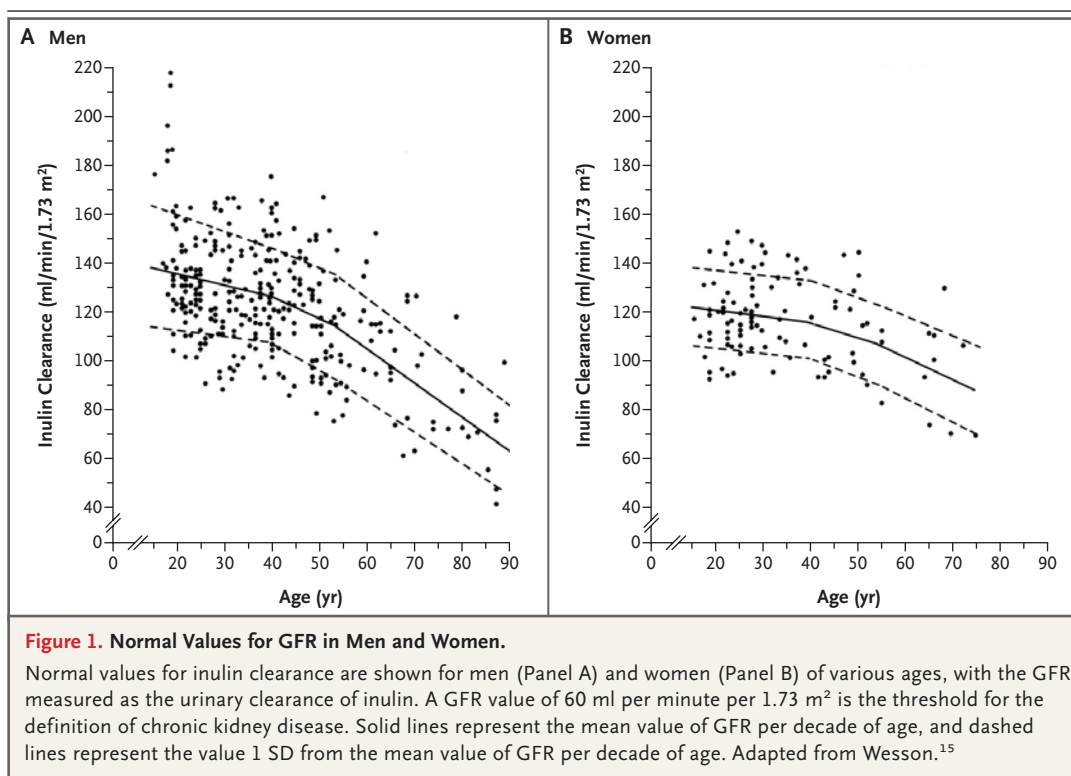 A Men
220
200
180
160
140
120
100
80
60
40
0
Inulin Clearance (ml/min/1.73 m²)
0 20 30 40 50 60 70 80 90
Age (yr)
B Women
220
200
180
160
140
120
100
80
60
40
0
Inulin Clearance (ml/min/1.73 m²)
0 20 30 40 50 60 70 80 90
Age (yr)
Figure 1. Normal Values for GFR in Men and Women.
Normal values for inulin clearance are shown for men (Panel A) and women (Panel B) of various ages, with the GFR
measured as the urinary clearance of inulin. A GFR value of 60 ml per minute per 1.73 m² is the threshold for the
definition of chronic kidney disease. Solid lines represent the mean value of GFR per decade of age, and dashed
lines represent the value 1 SD from the mean value of GFR per decade of age. Adapted from Wesson.¹⁵